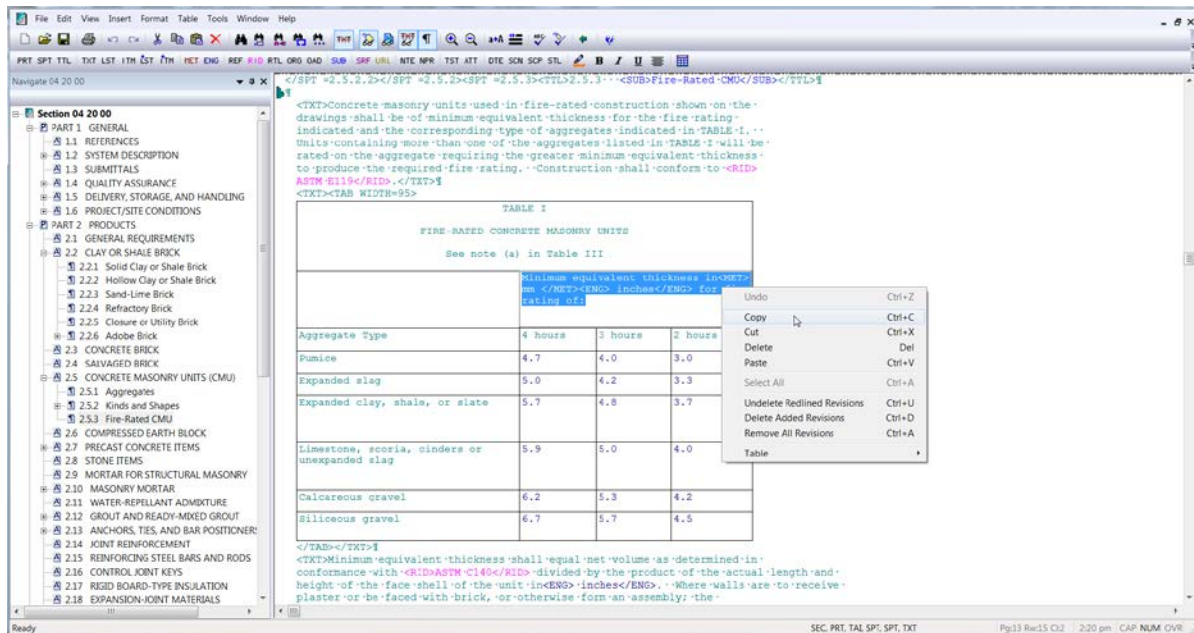 File Edit View Insert Format Table Tools Window Help
PRT SPT TTL TXT LST ITM LST ITM MET ENG REF RID RTL ORG OAD SUB SRF URL NTE NPR TST ATT DTE SCN SCP STL B I U
Navigate 04 20 00
Section 04 20 00
PART 1 GENERAL
1.1 REFERENCES
1.2 SYSTEM DESCRIPTION
1.3 SUBMITTALS
1.4 QUALITY ASSURANCE
1.5 DELIVERY, STORAGE, AND HANDLING
1.6 PROJECT/SITE CONDITIONS
PART 2 PRODUCTS
2.1 GENERAL REQUIREMENTS
2.2 CLAY OR SHALE BRICK
2.2.1 Solid Clay or Shale Brick
2.2.2 Hollow Clay or Shale Brick
2.2.3 Sand-Lime Brick
2.2.4 Refractory Brick
2.2.5 Closure or Utility Brick
2.2.6 Adobe Brick
2.3 CONCRETE BRICK
2.4 SALVAGED BRICK
2.5 CONCRETE MASONRY UNITS (CMU)
2.5.1 Aggregates
2.5.2 Kinds and Shapes
2.5.3 Fire-Rated CMU
2.6 COMPRESSED EARTH BLOCK
2.7 PRECAST CONCRETE ITEMS
2.8 STONE ITEMS
2.9 MORTAR FOR STRUCTURAL MASONRY
2.10 MASONRY MORTAR
2.11 WATER-REPELLANT ADMIXTURE
2.12 GROUT AND READY-MIXED GROUT
2.13 ANCHORS, TIES, AND BAR POSITIONERS
2.14 JOINT REINFORCEMENT
2.15 REINFORCING STEEL BARS AND RODS
2.16 CONTROL JOINT KEYS
2.17 RIGID BOARD-TYPE INSULATION
2.18 EXPANSION-JOINT MATERIALS
</SPT =2.5.2.2></SPT =2.5.2><SPT =2.5.3><TTL>2.5.3···<SUB>Fire-Rated CMU</SUB></TTL>¶
¶
<TXT>Concrete·masonry·units·used·in·fire-rated·construction·shown·on·the·
drawings·shall·be·of·minimum·equivalent·thickness·for·the·fire·rating·
indicated·and·the·corresponding·type·of·aggregates·indicated·in·TABLE·I.··
Units·containing·more·than·one·of·the·aggregates·listed·in·TABLE·I·will·be·
rated·on·the·aggregate·requiring·the·greater·minimum·equivalent·thickness·
to·produce·the·required·fire·rating.··Construction·shall·conform·to·<RID>
ASTM·E119</RID>.</TXT>¶
<TXT><TAB WIDTH=95>
TABLE I
FIRE-RATED CONCRETE MASONRY UNITS
See note (a) in Table III
Minimum equivalent thickness in<MET>
mm </MET><ENG> inches</ENG> for
rating of:
Aggregate Type 4 hours 3 hours 2 hours
Pumice 4.7 4.0 3.0
Expanded slag 5.0 4.2 3.3
Expanded clay, shale, or slate 5.7 4.8 3.7
Limestone, scoria, cinders or 5.9 5.0 4.0
unexpanded slag
Calcareous gravel 6.2 5.3 4.2
Siliceous gravel 6.7 5.7 4.5
</TAB></TXT>¶
<TXT>Minimum·equivalent·thickness·shall·equal·net·volume·as·determined·in·
conformance·with·<RID>ASTM·C140</RID>·divided·by·the·product·of·the·actual·length·and·
height·of·the·face·shell·of·the·unit·in<ENG>·inches</ENG>.··Where·walls·are·to·receive·
plaster·or·be·faced·with·brick,·or·otherwise·form·an·assembly;·the·
Undo Ctrl+Z
Copy Ctrl+C
Cut Ctrl+X
Delete Del
Paste Ctrl+V
Select All Ctrl+A
Undelete Redlined Revisions Ctrl+U
Delete Added Revisions Ctrl+D
Remove All Revisions Ctrl+A
Table
Ready SEC, PRT, TAI, SPT, SPT, TXT Pg:13 Rw:15 Cl:2 2:20 pm CAP NUM OVR